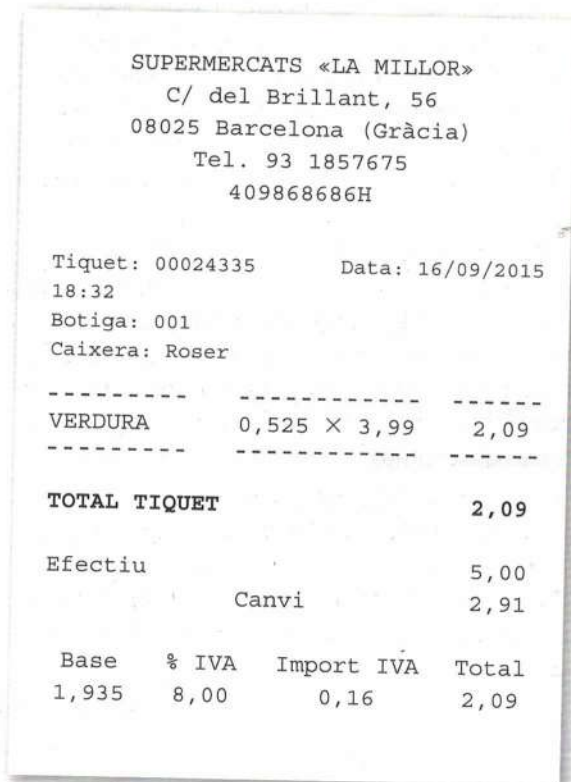 SUPERMERCATS «LA MILLOR»
C/ del Brillant, 56
08025 Barcelona (Gràcia)
Tel. 93 1857675
409868686H
Tiquet: 00024335 Data: 16/09/2015
18:32
Botiga: 001
Caixera: Roser
--------- ------------ ------
VERDURA 0,525 × 3,99 2,09
--------- ------------ ------
TOTAL TIQUET 2,09
Efectiu 5,00
Canvi 2,91
Base % IVA Import IVA Total
1,935 8,00 0,16 2,09